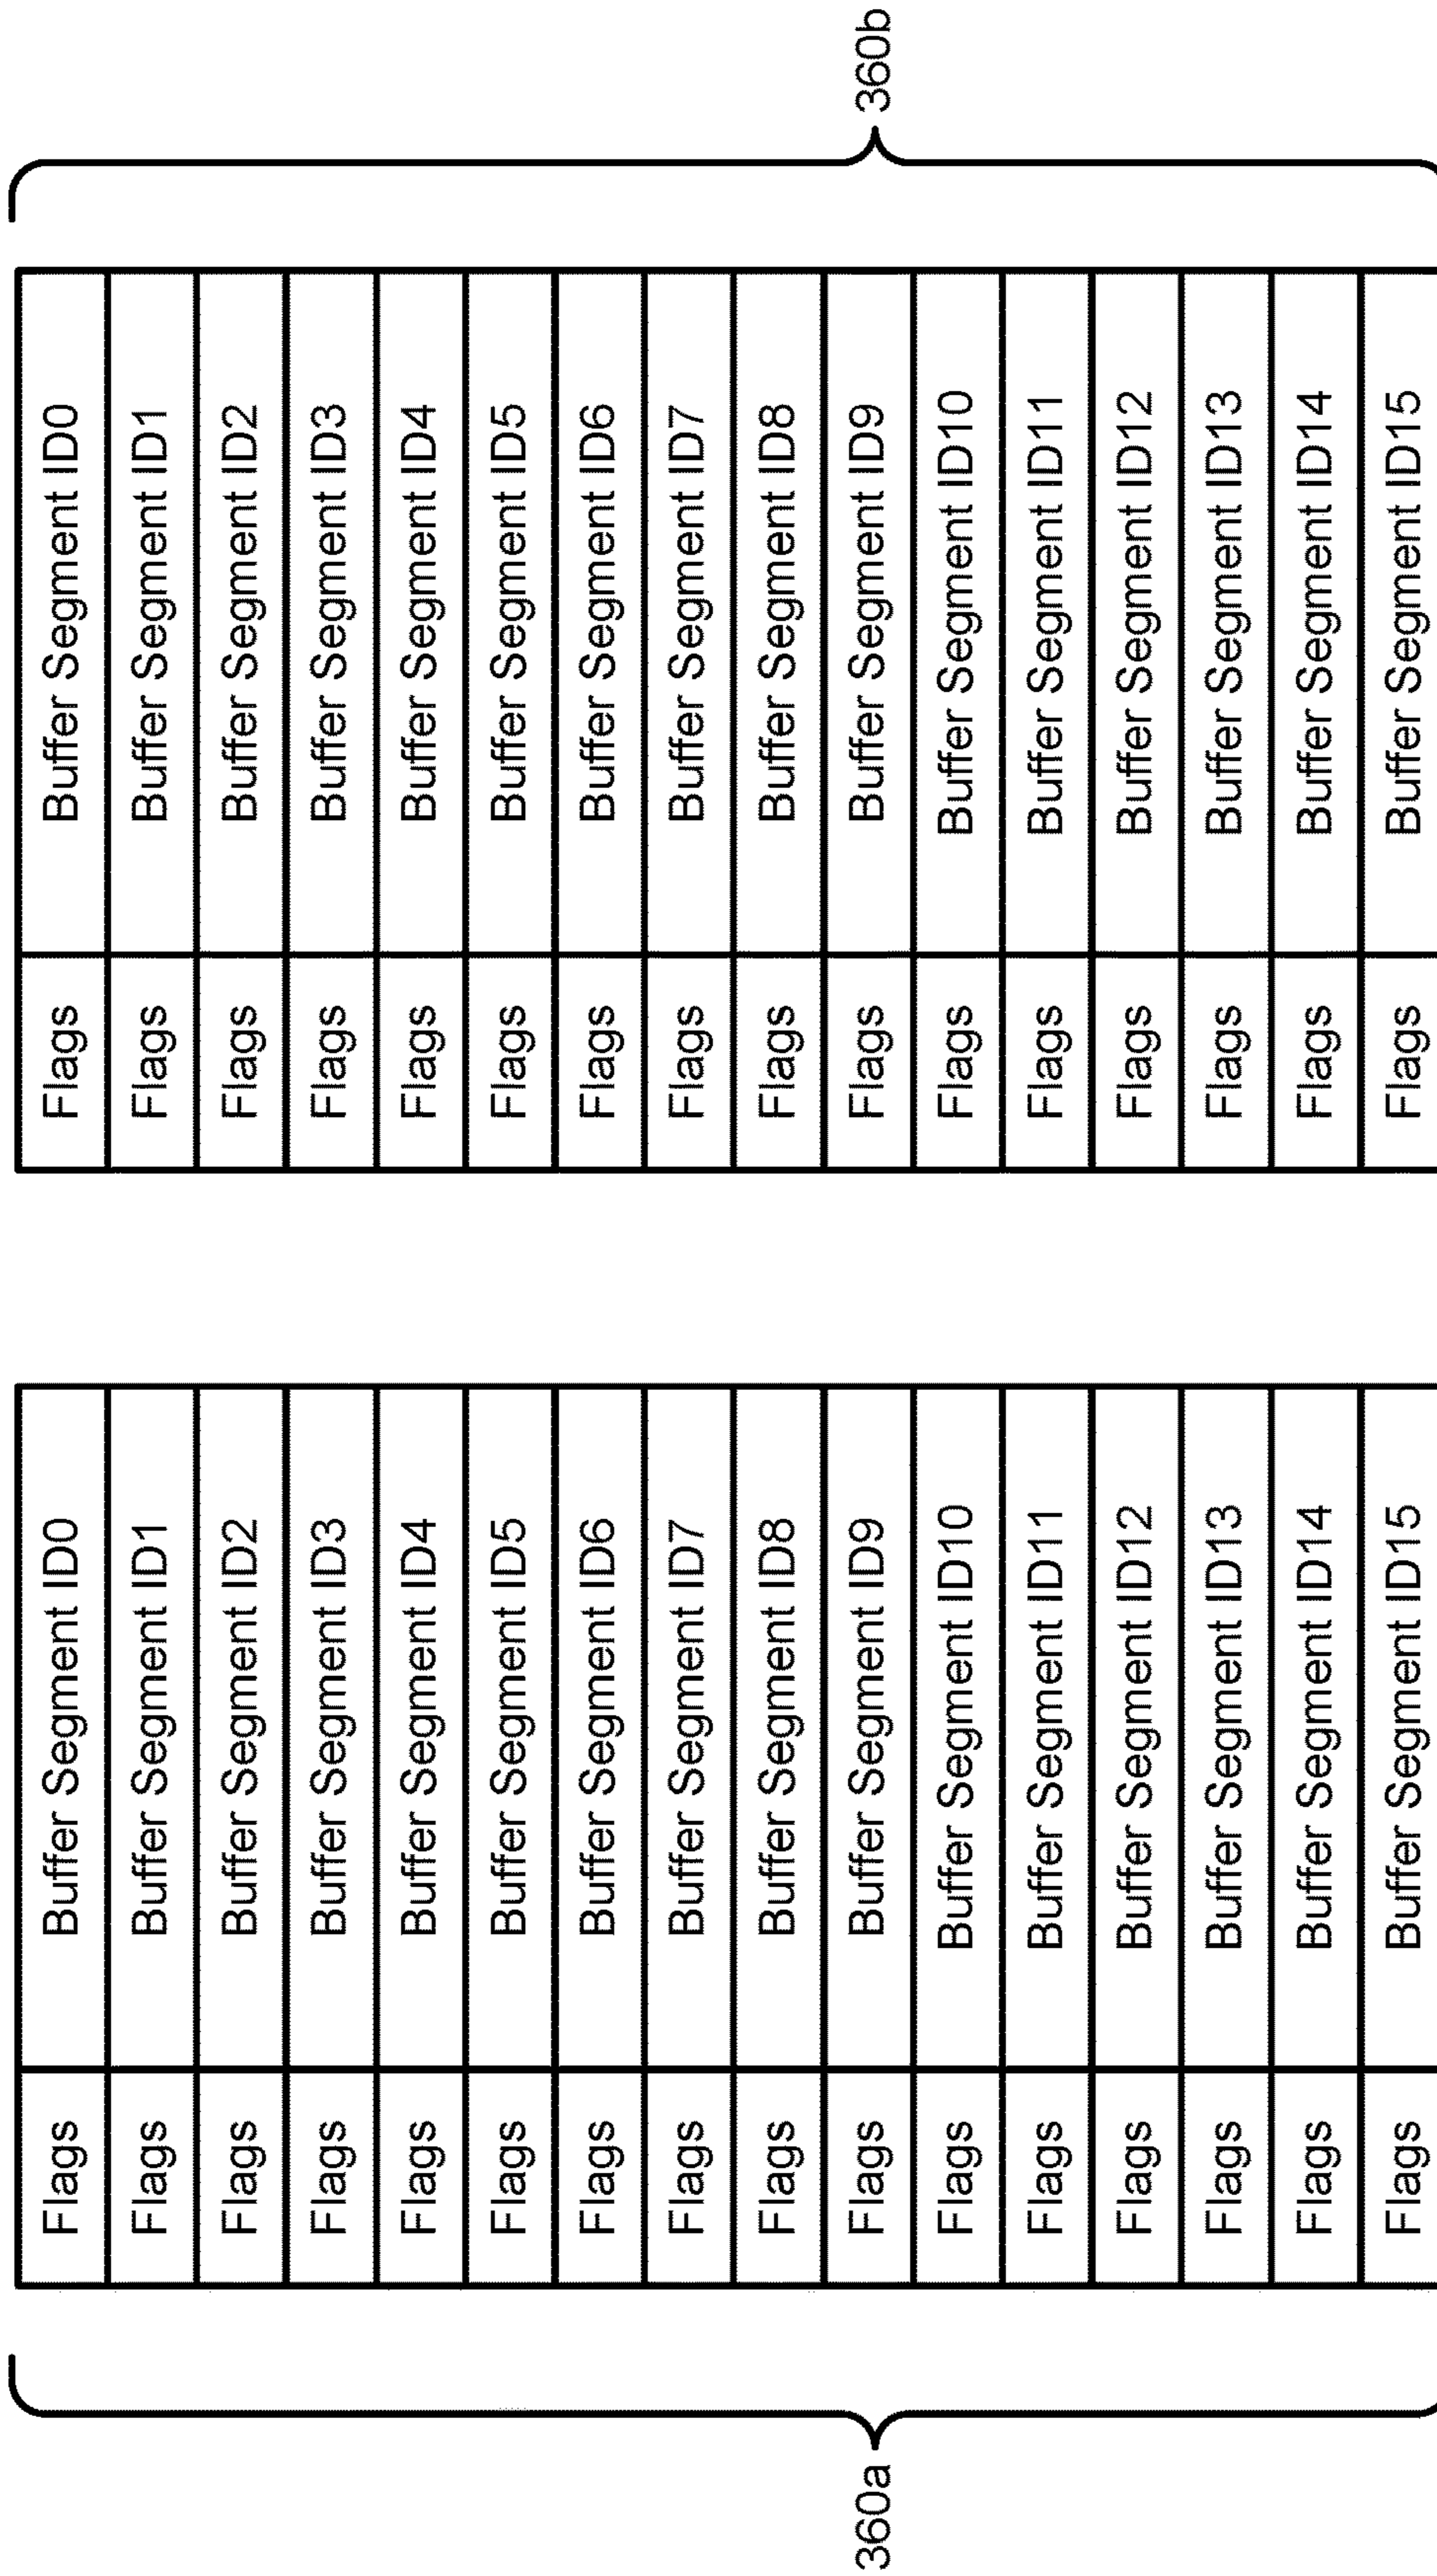 360a
Flags Buffer Segment ID0
Flags Buffer Segment ID1
Flags Buffer Segment ID2
Flags Buffer Segment ID3
Flags Buffer Segment ID4
Flags Buffer Segment ID5
Flags Buffer Segment ID6
Flags Buffer Segment ID7
Flags Buffer Segment ID8
Flags Buffer Segment ID9
Flags Buffer Segment ID10
Flags Buffer Segment ID11
Flags Buffer Segment ID12
Flags Buffer Segment ID13
Flags Buffer Segment ID14
Flags Buffer Segment ID15
Flags Buffer Segment ID0
Flags Buffer Segment ID1
Flags Buffer Segment ID2
Flags Buffer Segment ID3
Flags Buffer Segment ID4
Flags Buffer Segment ID5
Flags Buffer Segment ID6
Flags Buffer Segment ID7
Flags Buffer Segment ID8
Flags Buffer Segment ID9
Flags Buffer Segment ID10
Flags Buffer Segment ID11
Flags Buffer Segment ID12
Flags Buffer Segment ID13
Flags Buffer Segment ID14
Flags Buffer Segment ID15
360b